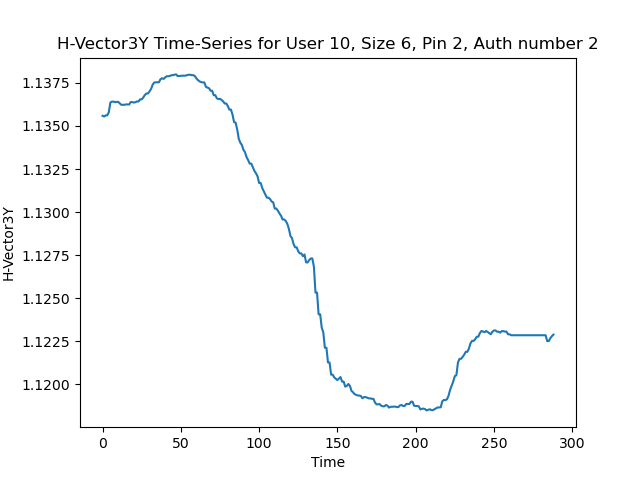 H-Vector3Y Time-Series for User 10, Size 6, Pin 2, Auth number 2
1.1375
1.1350
1.1325
1.1300
1.1275
1.1250
1.1225
1.1200
H-Vector3Y
0 50 100 150 200 250 300
Time